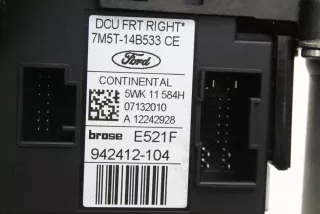 DCU FRT RIGHT*
7M5T-14B533 CE
Ford
CONTINENTAL
5WK 11 584H
07132010
A 12242928
brose E521F
942412-104